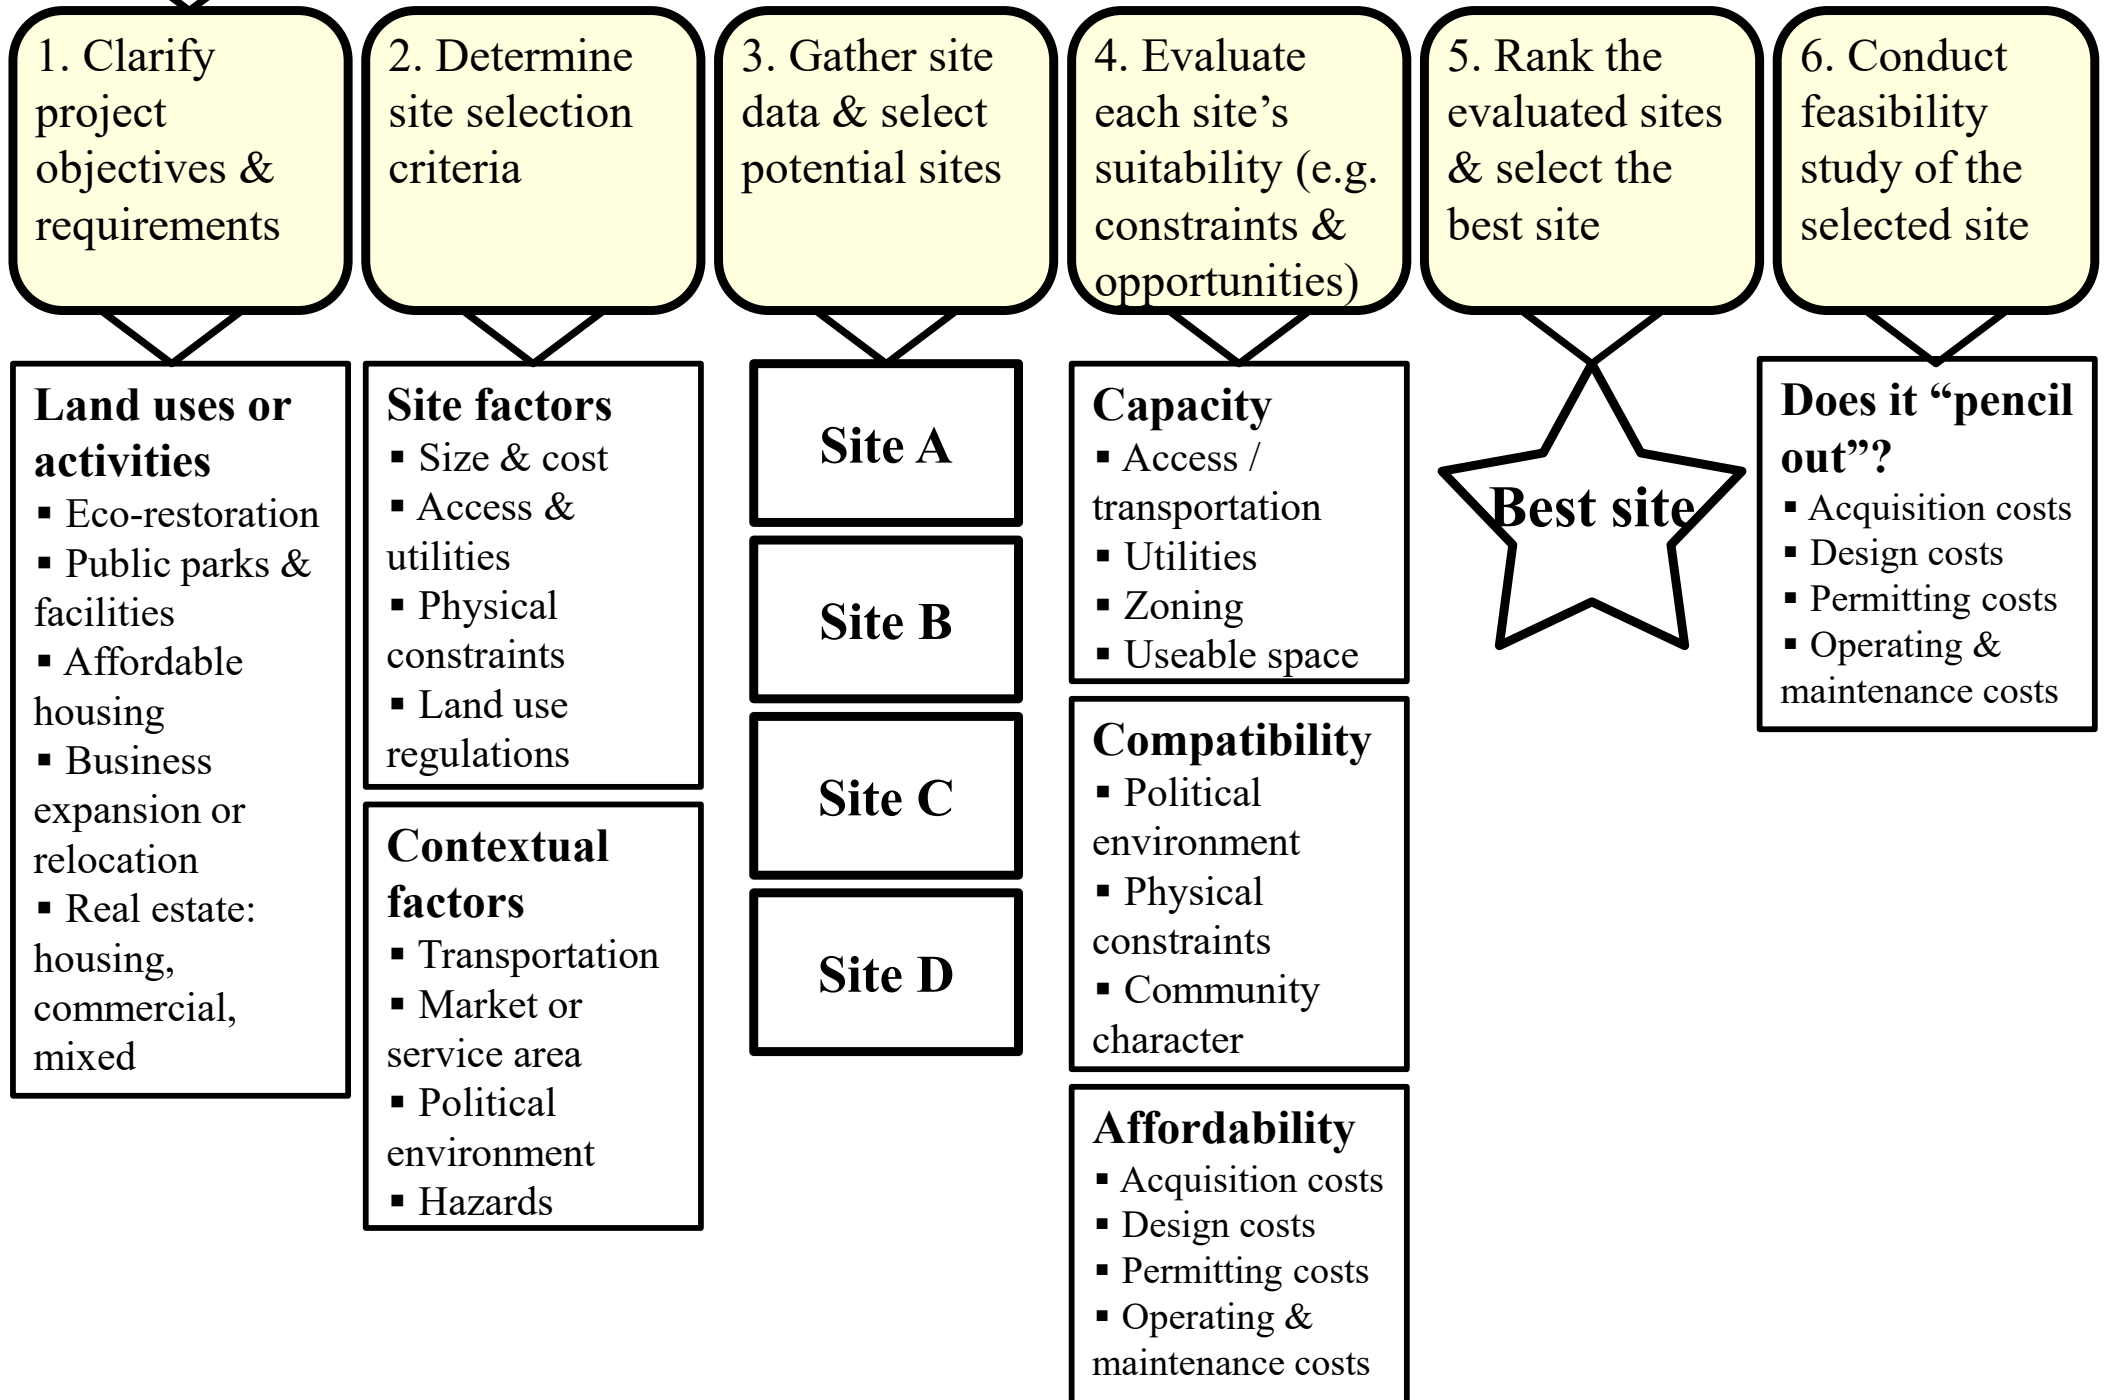 1. Clarify
project
objectives &
requirements
2. Determine
site selection
criteria
3. Gather site
data & select
potential sites
4. Evaluate
each site’s
suitability (e.g.
constraints &
opportunities)
5. Rank the
evaluated sites
& select the
best site
6. Conduct
feasibility
study of the
selected site
Land uses or
activities
▪ Eco-restoration
▪ Public parks &
facilities
▪ Affordable
housing
▪ Business
expansion or
relocation
▪ Real estate:
housing,
commercial,
mixed
Site factors
▪ Size & cost
▪ Access &
utilities
▪ Physical
constraints
▪ Land use
regulations
Contextual
factors
▪ Transportation
▪ Market or
service area
▪ Political
environment
▪ Hazards
Site A
Site B
Site C
Site D
Capacity
▪ Access /
transportation
▪ Utilities
▪ Zoning
▪ Useable space
Compatibility
▪ Political
environment
▪ Physical
constraints
▪ Community
character
Affordability
▪ Acquisition costs
▪ Design costs
▪ Permitting costs
▪ Operating &
maintenance costs
Best site
Does it “pencil
out”?
▪ Acquisition costs
▪ Design costs
▪ Permitting costs
▪ Operating &
maintenance costs